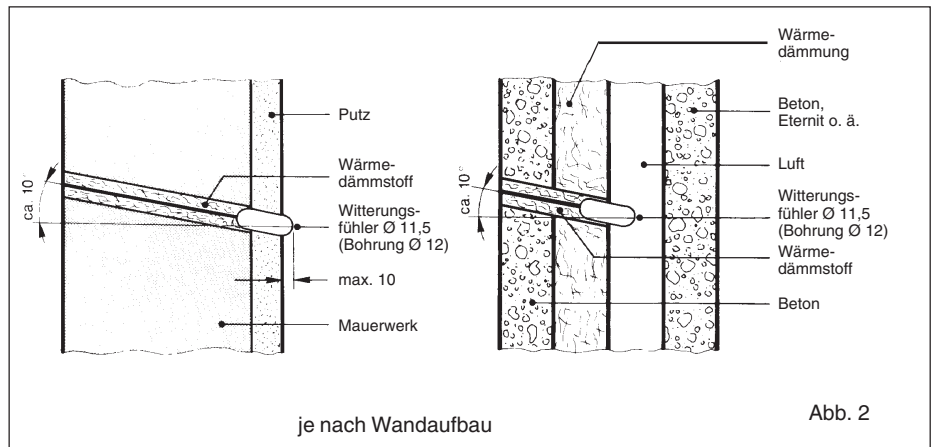 ca. 10°
Putz
Wärme-
dämmstoff
Witterungs-
fühler Ø 11,5
(Bohrung Ø 12)
max. 10
Mauerwerk
ca. 10°
Wärme-
dämmung
Beton,
Eternit o. ä.
Luft
Witterungs-
fühler Ø 11,5
(Bohrung Ø 12)
Wärme-
dämmstoff
Beton
je nach Wandaufbau
Abb. 2